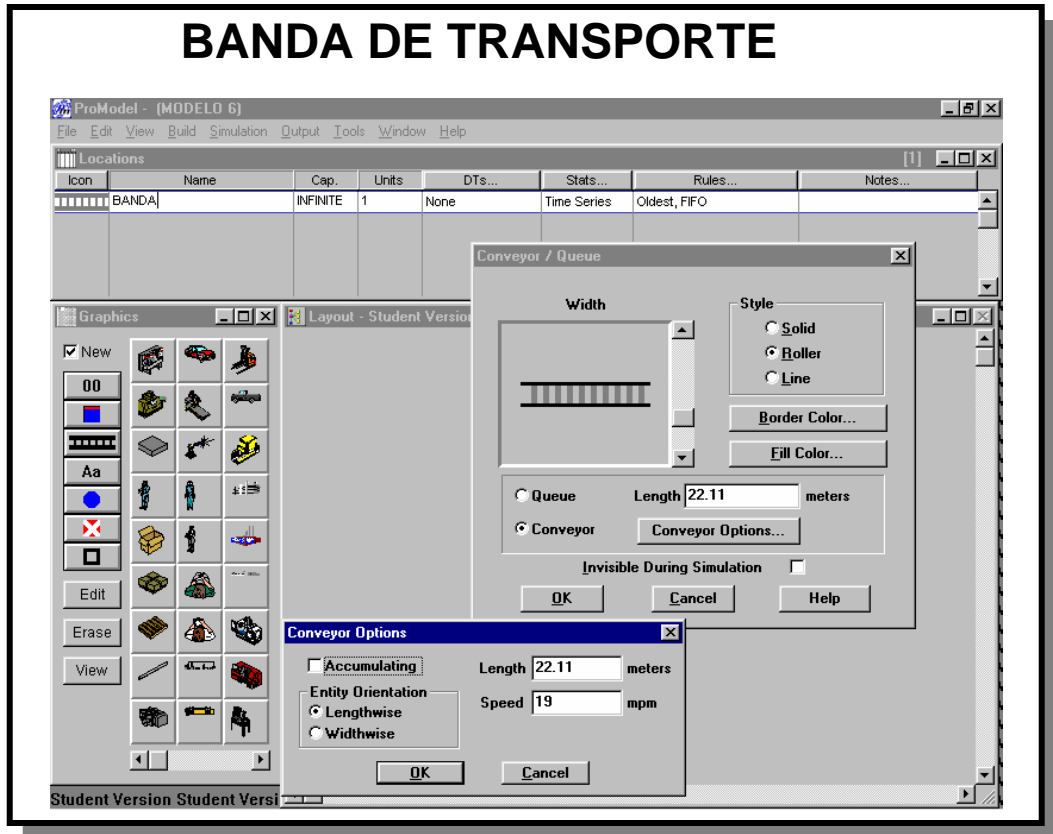 BANDA DE TRANSPORTE
ProModel - (MODELO 6)
File Edit View Build Simulation Output Tools Window Help
Locations [1]
Icon Name Cap. Units DTs... Stats... Rules... Notes...
BANDA INFINITE 1 None Time Series Oldest, FIFO
Conveyor / Queue
Width
Style
Solid
Roller
Line
Border Color...
Fill Color...
Queue Length 22.11 meters
Conveyor Conveyor Options...
Invisible During Simulation
OK Cancel Help
Graphics
New
00
Aa
Edit
Erase
View
Layout - Student Version
Conveyor Options
Accumulating Length 22.11 meters
Entity Orientation
Lengthwise
Widthwise
Speed 19 mpm
OK Cancel
Student Version Student Versi